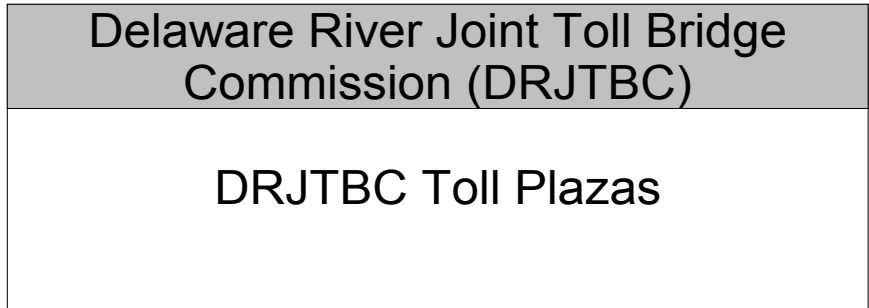 Delaware River Joint Toll Bridge
Commission (DRJTBC)
DRJTBC Toll Plazas